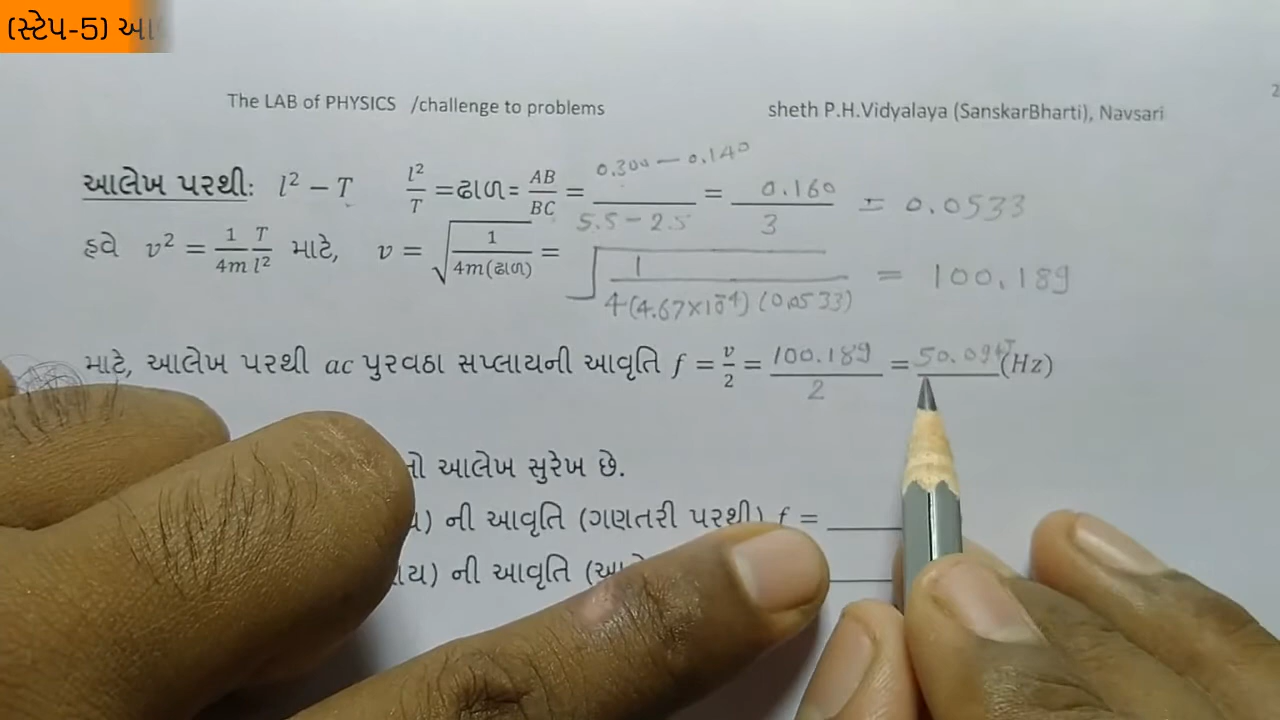 (સ્ટેપ-5)
The LAB of PHYSICS /challenge to problems sheth P.H.Vidyalaya (SanskarBharti), Navsari 2
આલેખ પરથી: l² – T l²/T =ઢાળ= AB/BC = (0.300 – 0.140)/(5.5 – 2.5) = 0.160/3 = 0.0533
હવે v² = 1/4m T/l² માટે, v = √(1/4m(ઢાળ)) = √(1/4(4.67×10⁻⁴)(0.0533)) = 100.189
માટે, આલેખ પરથી ac પુરવઠા સપ્લાયની આવૃતિ f = v/2 = 100.189/2 = (Hz)
આલેખ સુરેખ છે.
ની આવૃતિ (ગણતરી પરથી) f = ____
ની આવૃતિ